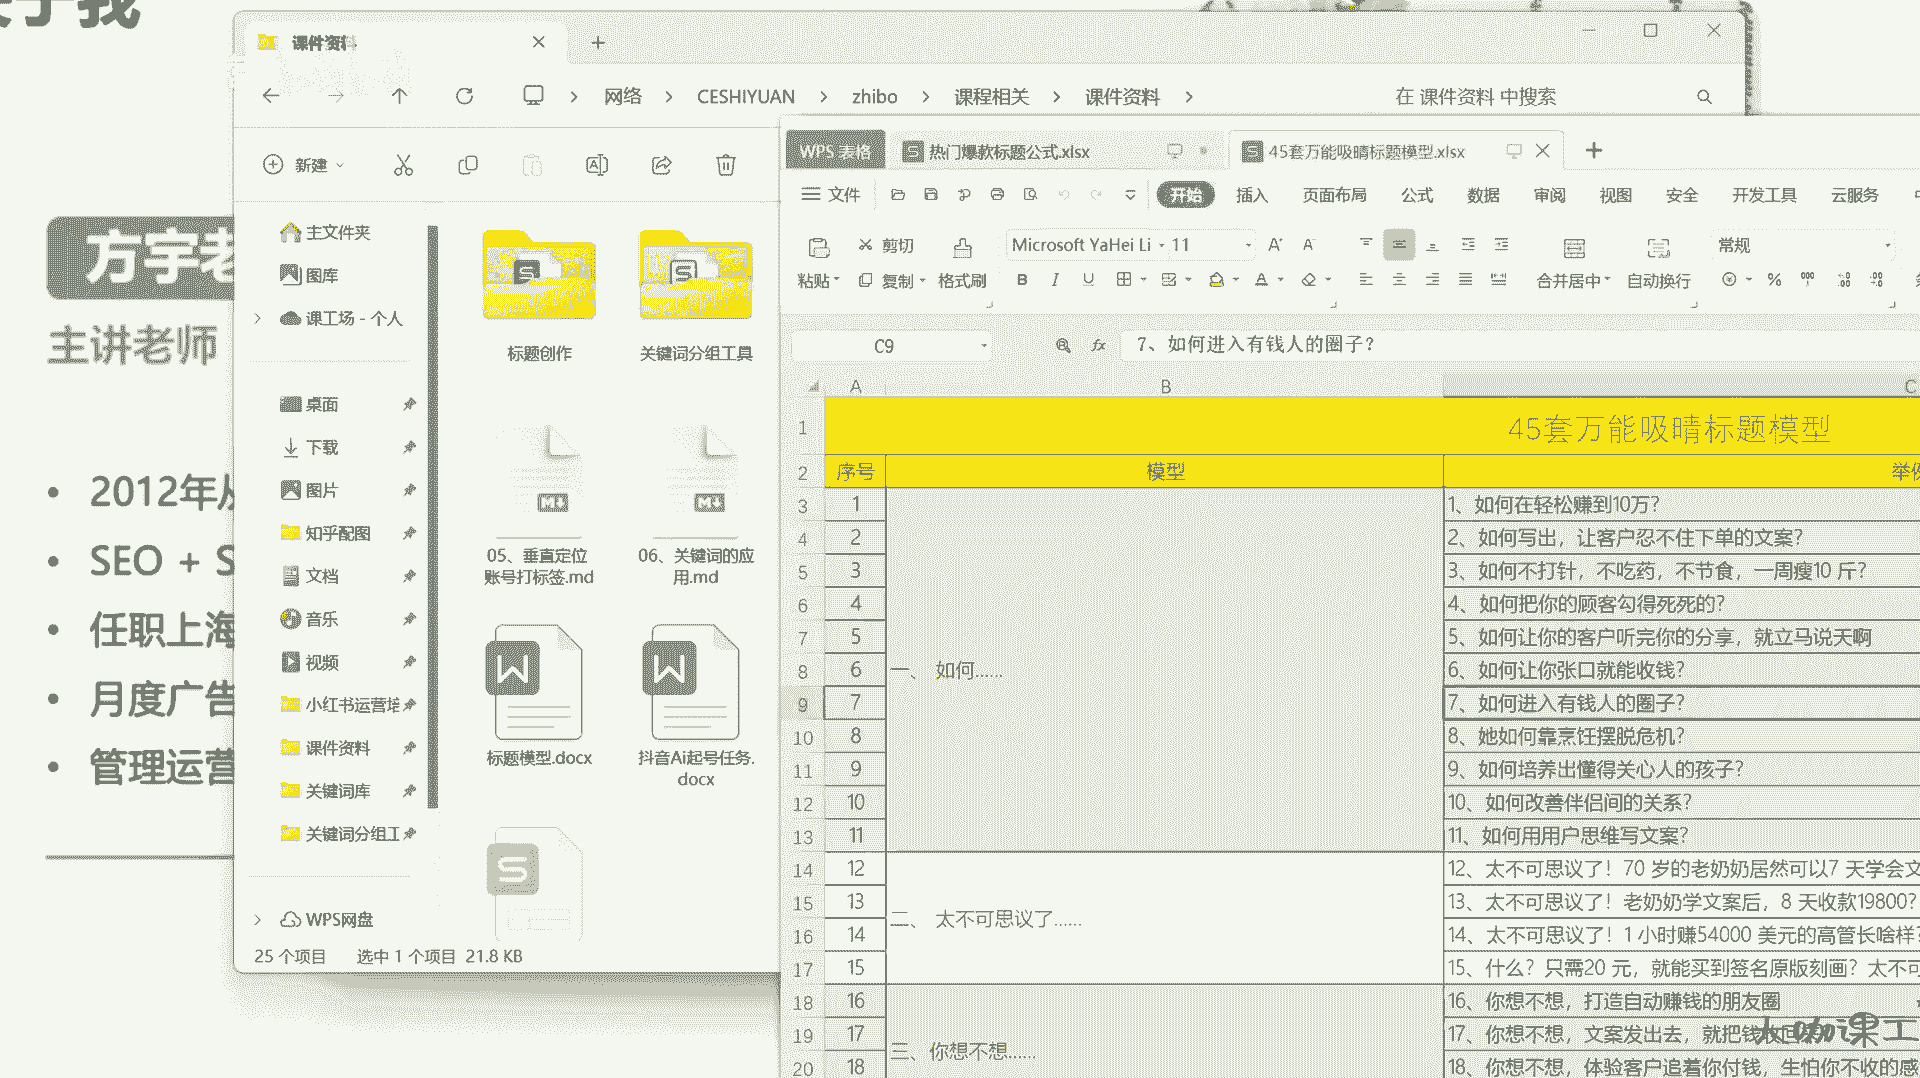 关于我
方宇老
主讲老师
2012年从
SEO + S
任职上海
月度广告
管理运营
课件资料
网络 > CESHIYUAN > zhibo > 课程相关 > 课件资料 >
在 课件资料 中搜索
新建
主文件夹
图库
课工场 - 个人
桌面
下载
图片
知乎配图
文档
音乐
视频
小红书运营培
课件资料
关键词库
关键词分组工
WPS网盘
25 个项目 选中 1 个项目 21.8 KB
标题创作
关键词分组工具
05、垂直定位
账号打标签.md
06、关键词的应
用.md
标题模型.docx
抖音Ai起号任务.
docx
WPS 表格 热门爆款标题公式.xlsx 45套万能吸晴标题模型.xlsx
文件 开始 插入 页面布局 公式 数据 审阅 视图 安全 开发工具 云服务
剪切 Microsoft YaHei Li 11 常规
粘贴 复制 格式刷 B I U A 合并居中 自动换行 %
C9 fx 7、如何进入有钱人的圈子?
A B C
1 45套万能吸晴标题模型
2 序号 模型 举例
3 1 1、如何在轻松赚到10万?
4 2 2、如何写出，让客户忍不住下单的文案?
5 3 3、如何不打针，不吃药，不节食，一周瘦10 斤?
6 4 4、如何把你的顾客勾得死死的?
7 5 5、如何让你的客户听完你的分享，就立马说天啊
8 6 一、 如何...... 6、如何让你张口就能收钱?
9 7 7、如何进入有钱人的圈子?
10 8 8、她如何靠烹饪摆脱危机?
11 9 9、如何培养出懂得关心人的孩子?
12 10 10、如何改善伴侣间的关系?
13 11 11、如何用用户思维写文案?
14 12 12、太不可思议了！70 岁的老奶奶居然可以7 天学会文
15 13 13、太不可思议了！老奶奶学文案后，8 天收款19800?
二、 太不可思议了......
16 14 14、太不可思议了！1 小时赚54000 美元的高管长啥样?
17 15 15、什么？只需20 元，就能买到签名原版刻画？太不可
18 16 16、你想不想，打造自动赚钱的朋友圈
19 17 三、你想不想...... 17、你想不想，文案发出去，就把钱收回
20 18 18、你想不想，体验客户追着你付钱，生怕你不收的感
大咖课工